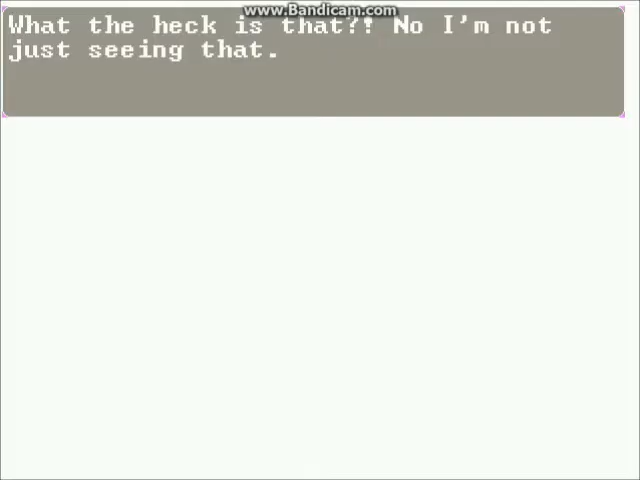 www.Bandicam.com
What the heck is that?! No I'm not
just seeing that.